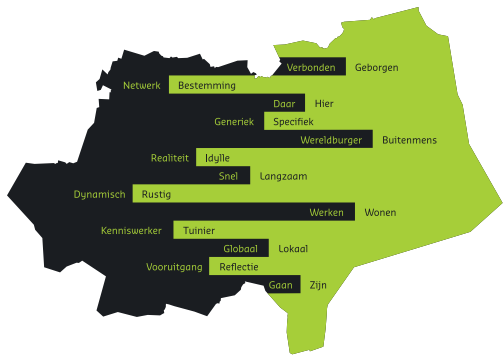 Verbonden Geborgen
Netwerk Bestemming
Daar Hier
Generiek Specifiek
Wereldburger Buitenmens
Realiteit Idylle
Snel Langzaam
Dynamisch Rustig
Werken Wonen
Kenniswerker Tuinier
Globaal Lokaal
Vooruitgang Reflectie
Gaan Zijn